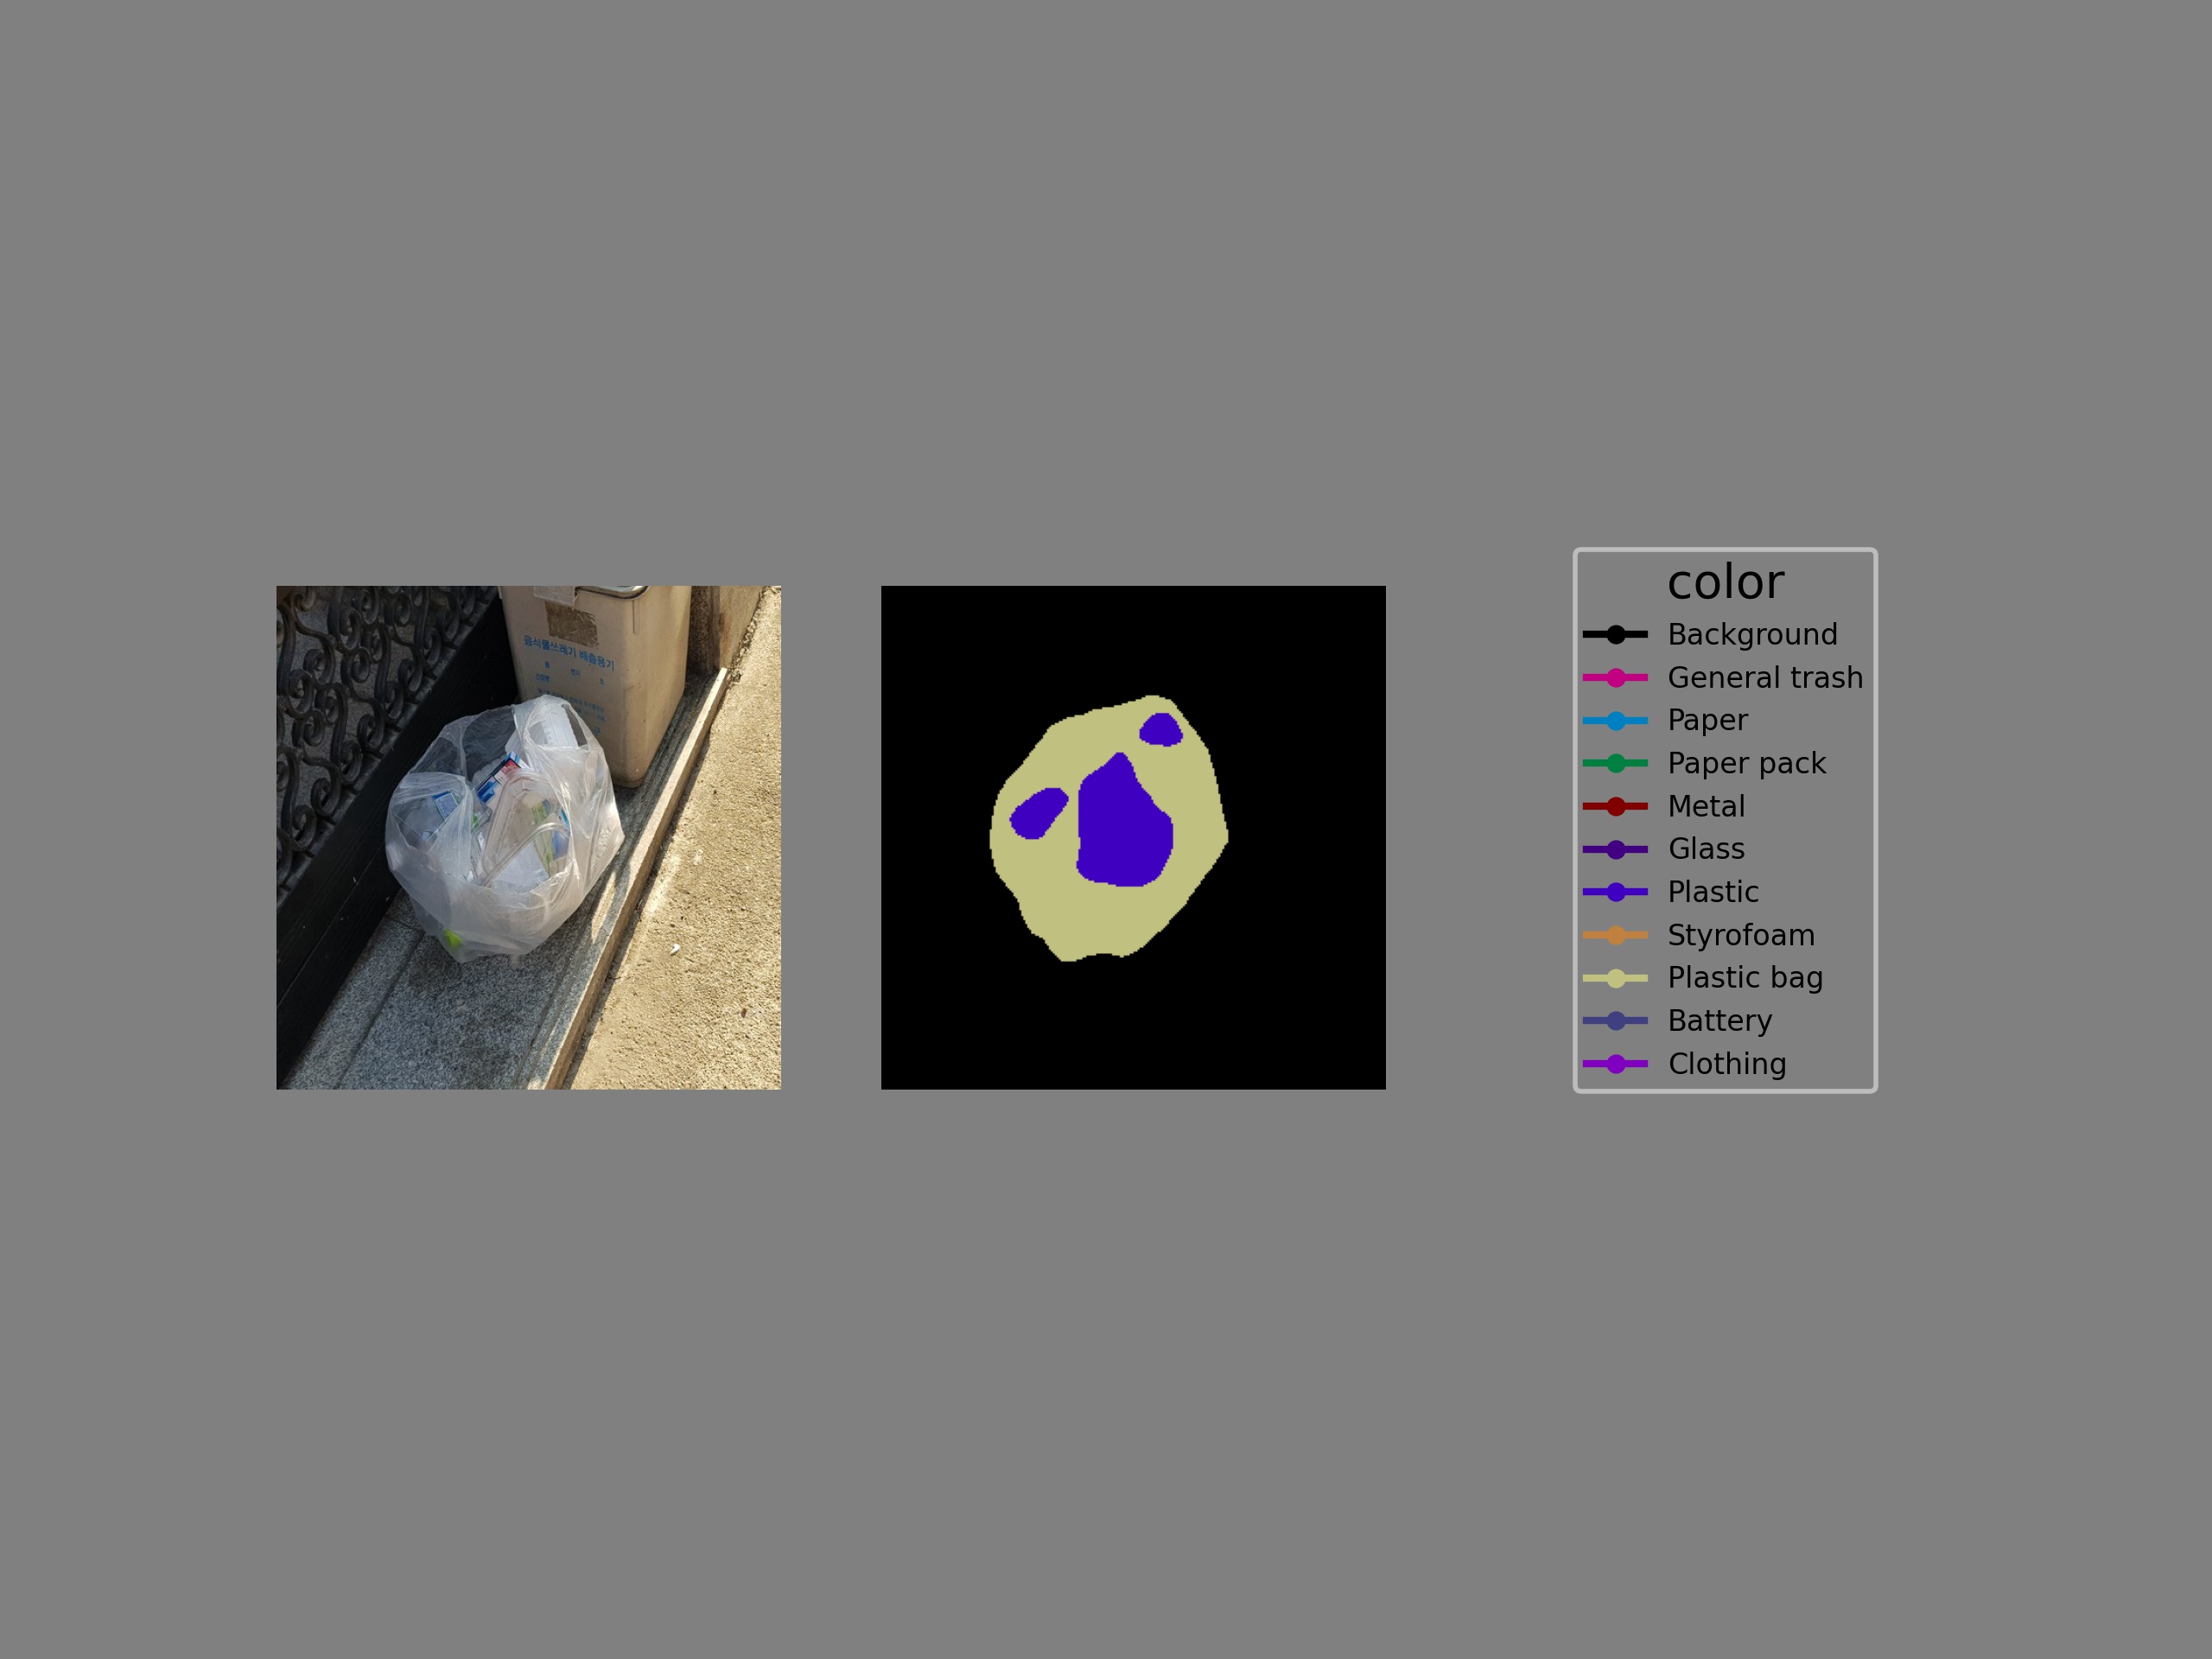 음식물쓰레기 배출용기
color
Background
General trash
Paper
Paper pack
Metal
Glass
Plastic
Styrofoam
Plastic bag
Battery
Clothing